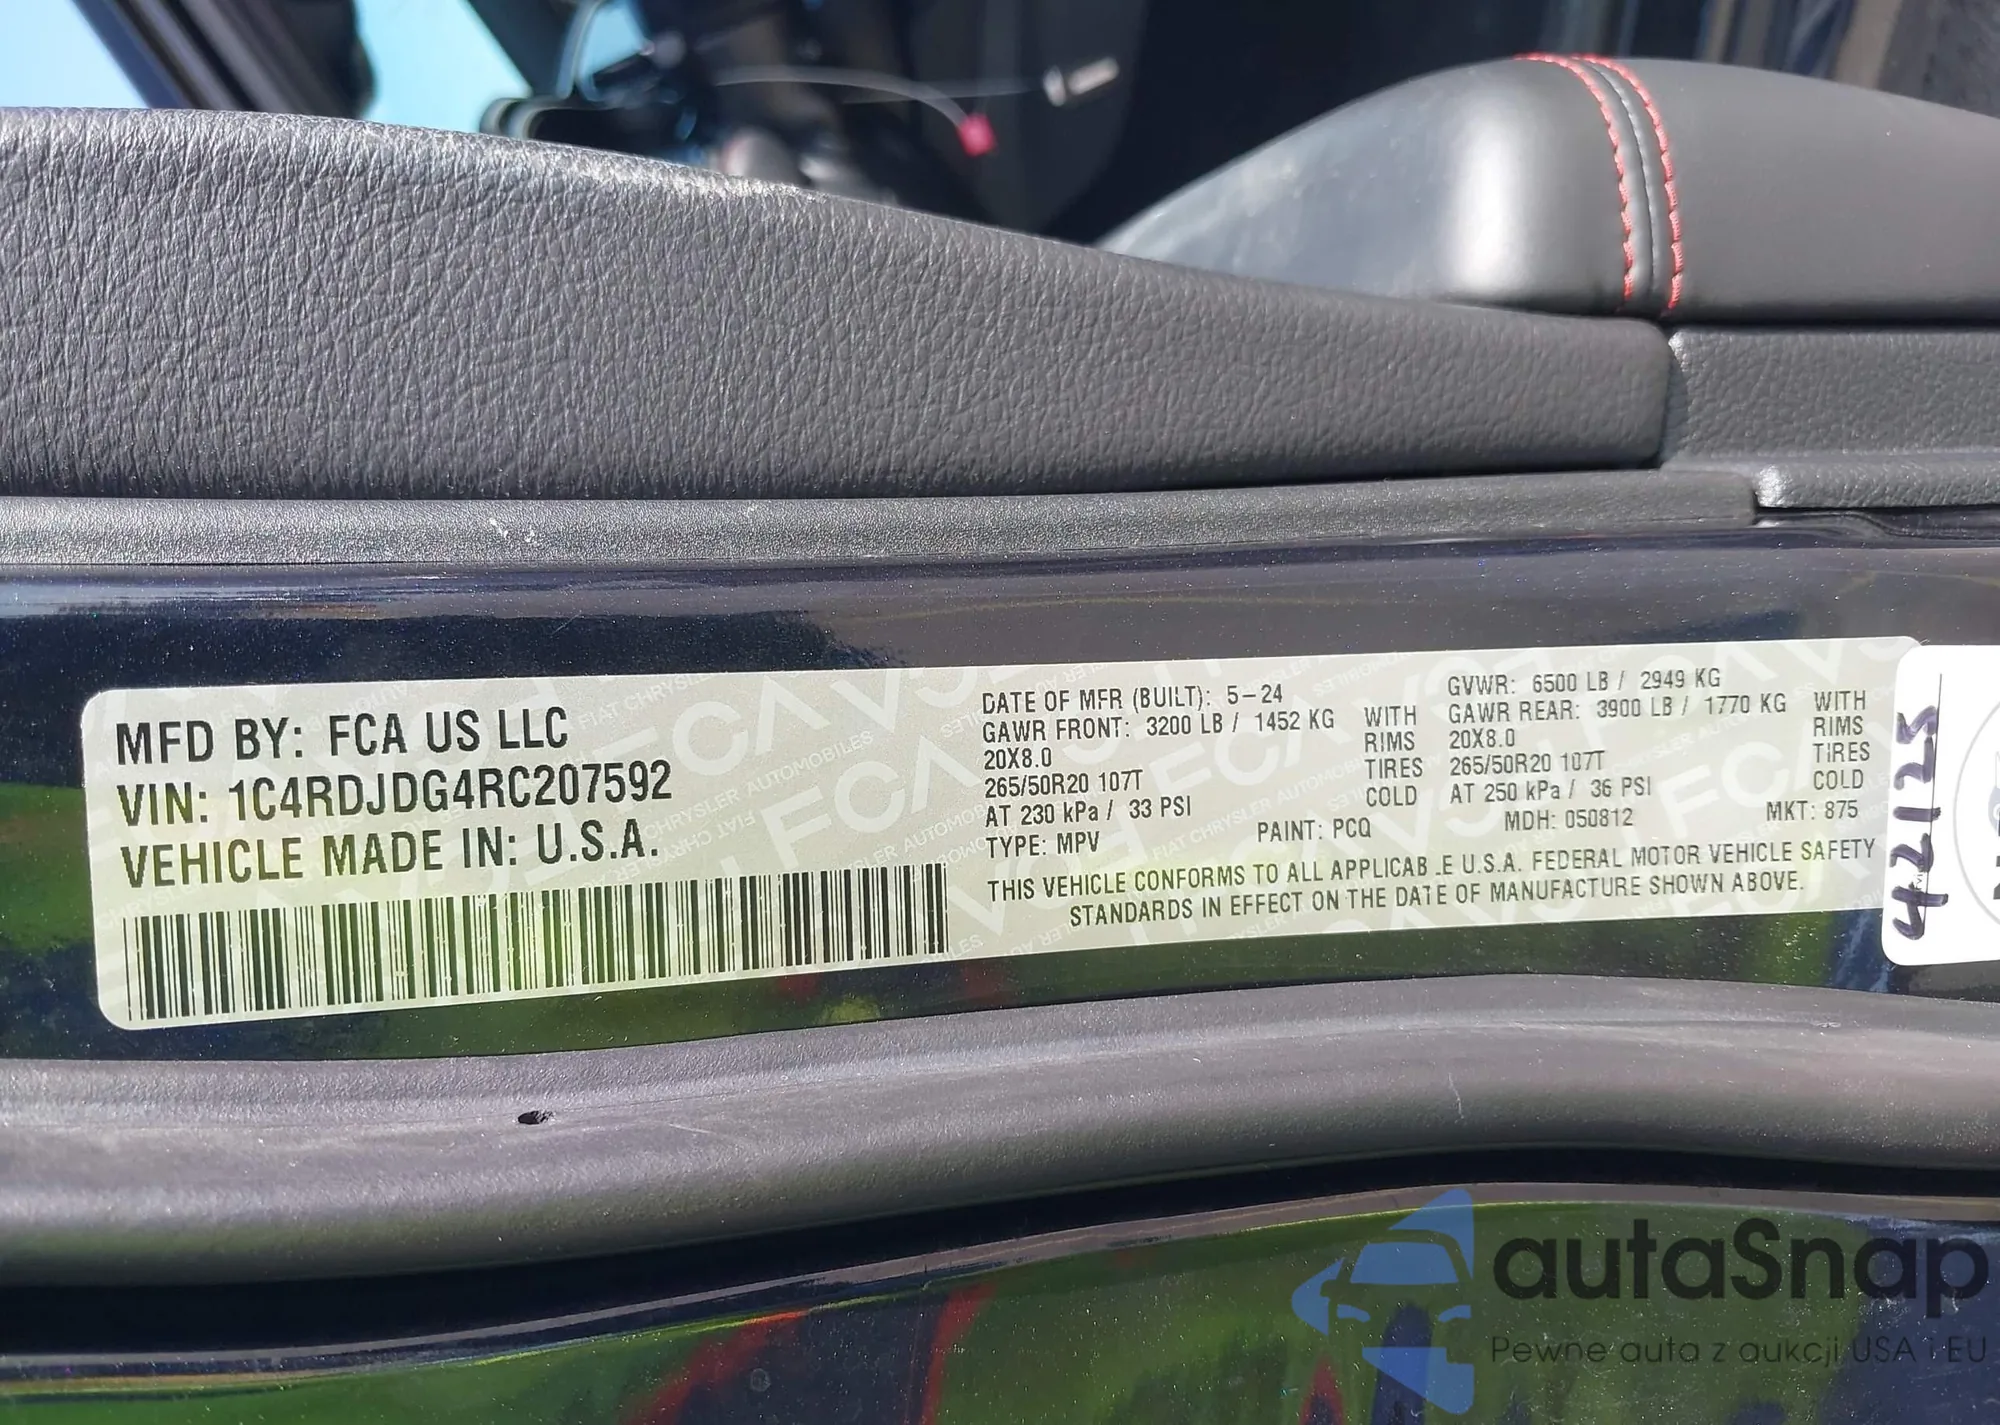 MFD BY: FCA US LLC
VIN: 1C4RDJDG4RC207592
VEHICLE MADE IN: U.S.A.
DATE OF MFR (BUILT): 5-24
GAWR FRONT: 3200 LB / 1452 KG WITH
20X8.0 RIMS
265/50R20 107T TIRES
AT 230 kPa / 33 PSI COLD
TYPE: MPV
GVWR: 6500 LB / 2949 KG
GAWR REAR: 3900 LB / 1770 KG WITH
20X8.0 RIMS
265/50R20 107T TIRES
AT 250 kPa / 36 PSI COLD
PAINT: PCQ MDH: 050812 MKT: 875
THIS VEHICLE CONFORMS TO ALL APPLICAB.E U.S.A. FEDERAL MOTOR VEHICLE SAFETY
STANDARDS IN EFFECT ON THE DATE OF MANUFACTURE SHOWN ABOVE.
42125
autaSnap
Pewne auta z aukcji USA i EU